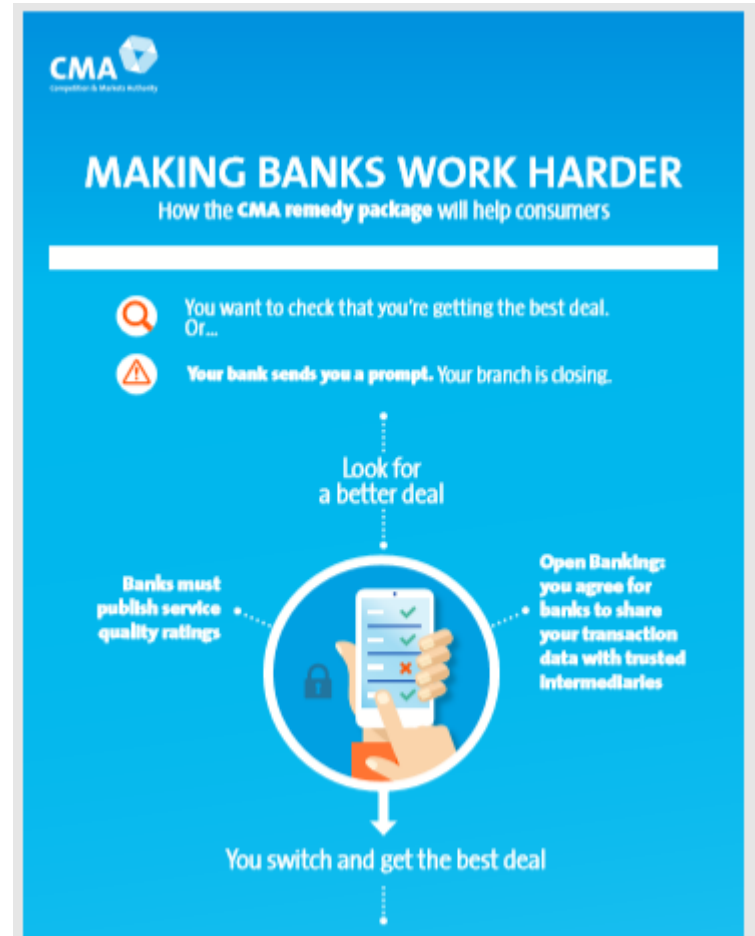 CMA
Competition & Markets Authority
MAKING BANKS WORK HARDER
How the CMA remedy package will help consumers
You want to check that you're getting the best deal.
Or...
Your bank sends you a prompt. Your branch is closing.
Look for
a better deal
Banks must
publish service
quality ratings
Open Banking:
you agree for
banks to share
your transaction
data with trusted
intermediaries
You switch and get the best deal